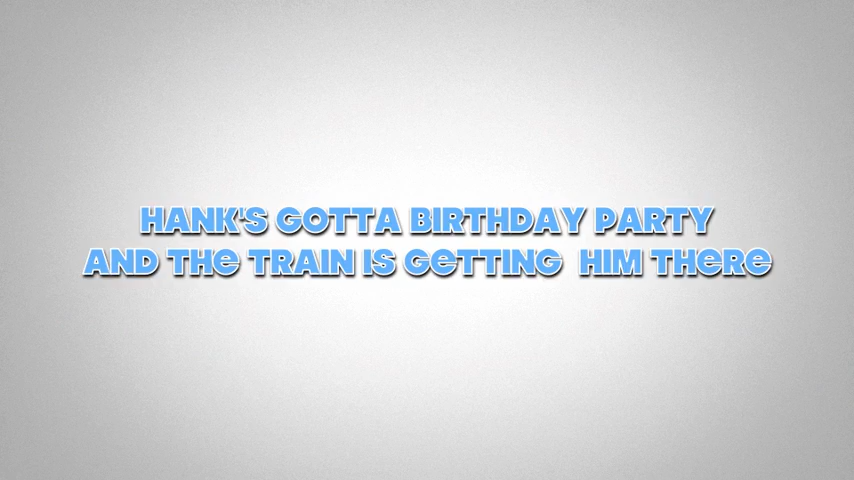 HANK'S GOTTA BIRTHDAY PARTY
AND THE TRAIN IS GETTING HIM THERE